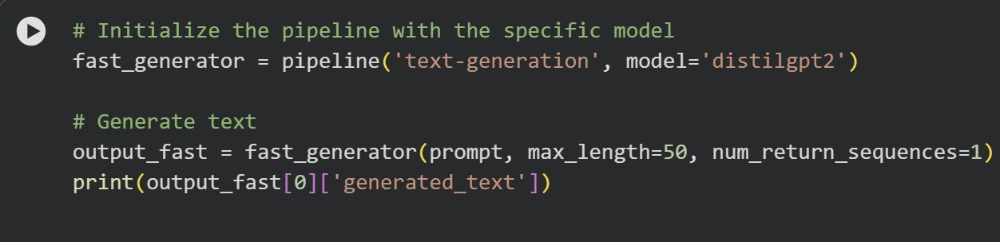 # Initialize the pipeline with the specific model
fast_generator = pipeline('text-generation', model='distilgpt2')
# Generate text
output_fast = fast_generator(prompt, max_length=50, num_return_sequences=1)
print(output_fast[0]['generated_text'])